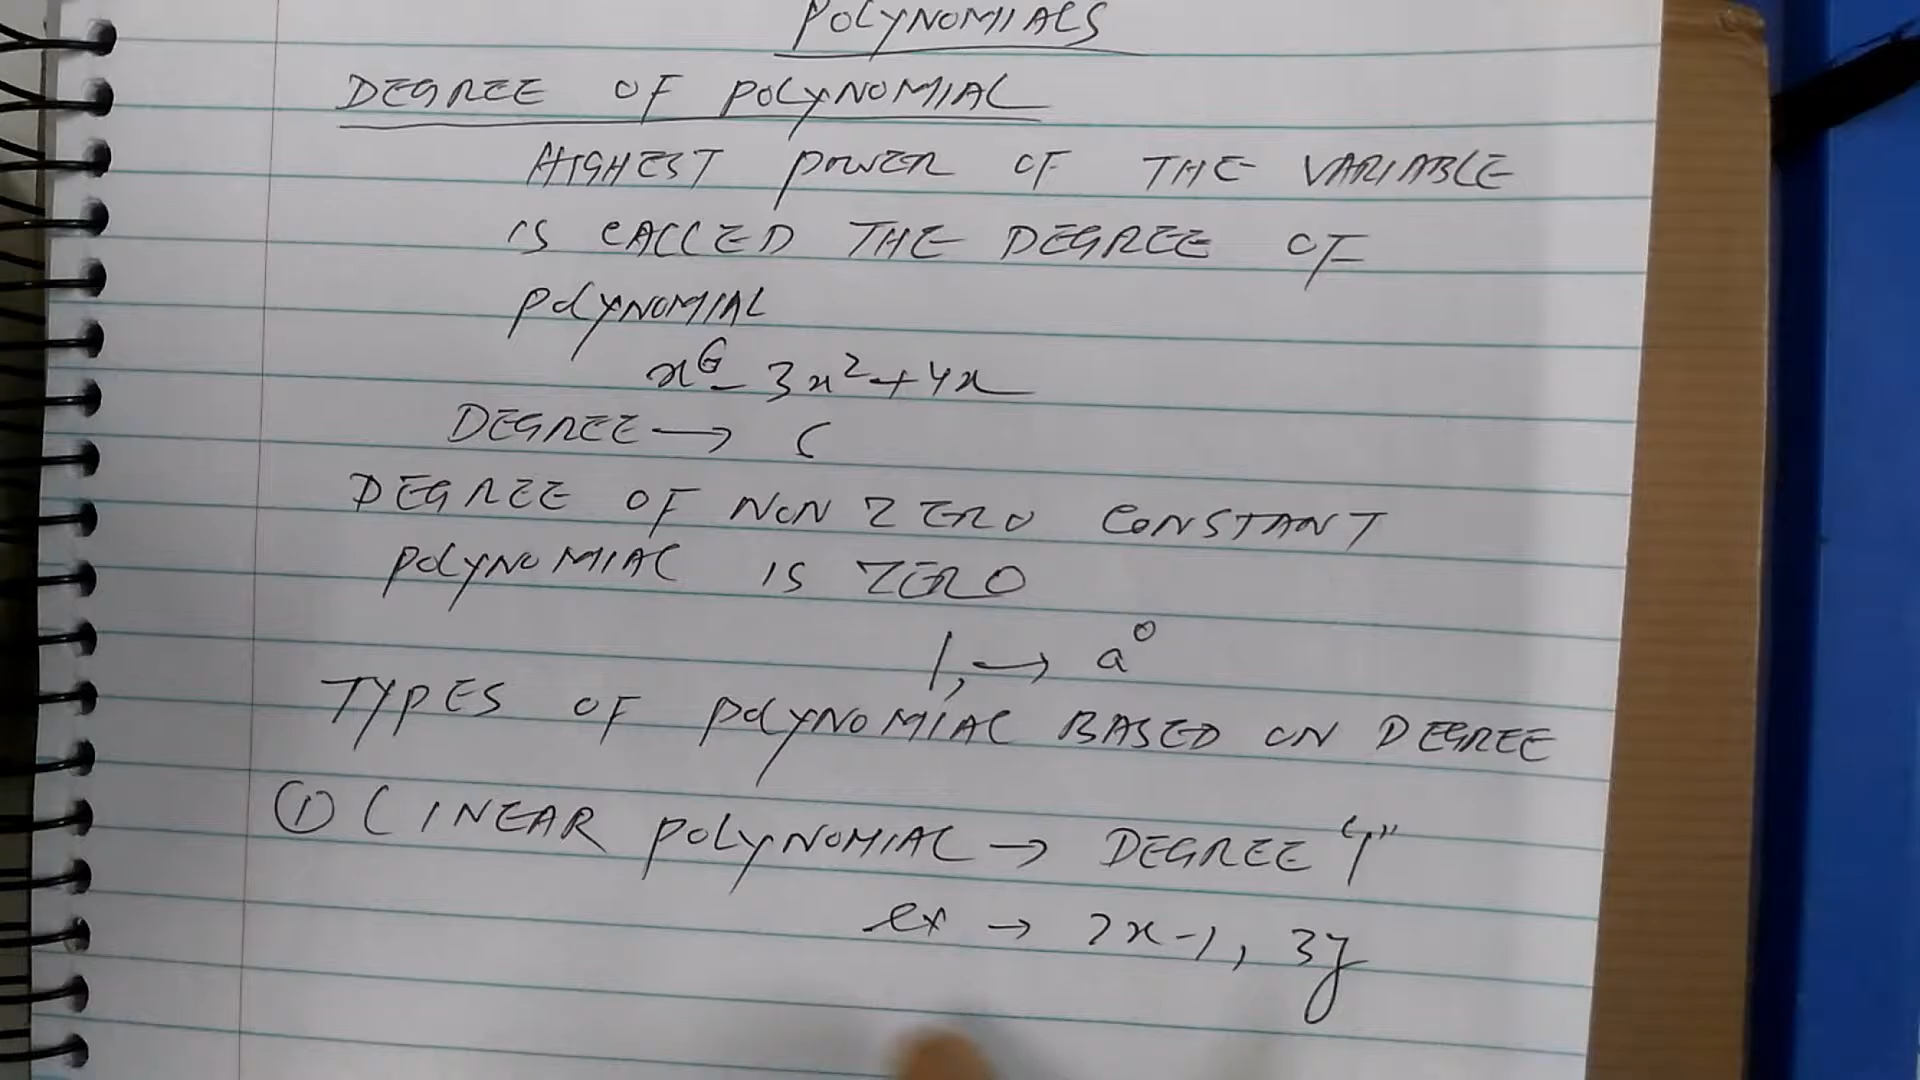 POLYNOMIALS
DEGREE OF POLYNOMIAL
HIGHEST POWER OF THE VARIABLE
IS CALLED THE DEGREE OF
POLYNOMIAL
x⁶ - 3x² + 4x
DEGREE → 6
DEGREE OF NON ZERO CONSTANT
POLYNOMIAL IS ZERO
1, → a⁰
TYPES OF POLYNOMIAL BASED ON DEGREE
① LINEAR POLYNOMIAL → DEGREE "1"
ex → 2x-1, 3y